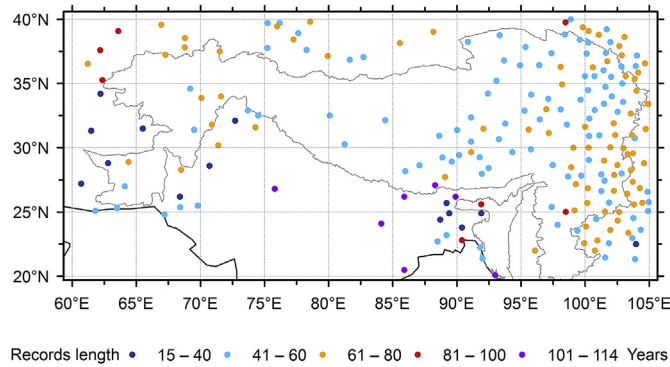 40°N
35°N
30°N
25°N
20°N
60°E 65°E 70°E 75°E 80°E 85°E 90°E 95°E 100°E 105°E
Records length 15 – 40 41 – 60 61 – 80 81 – 100 101 – 114 Years